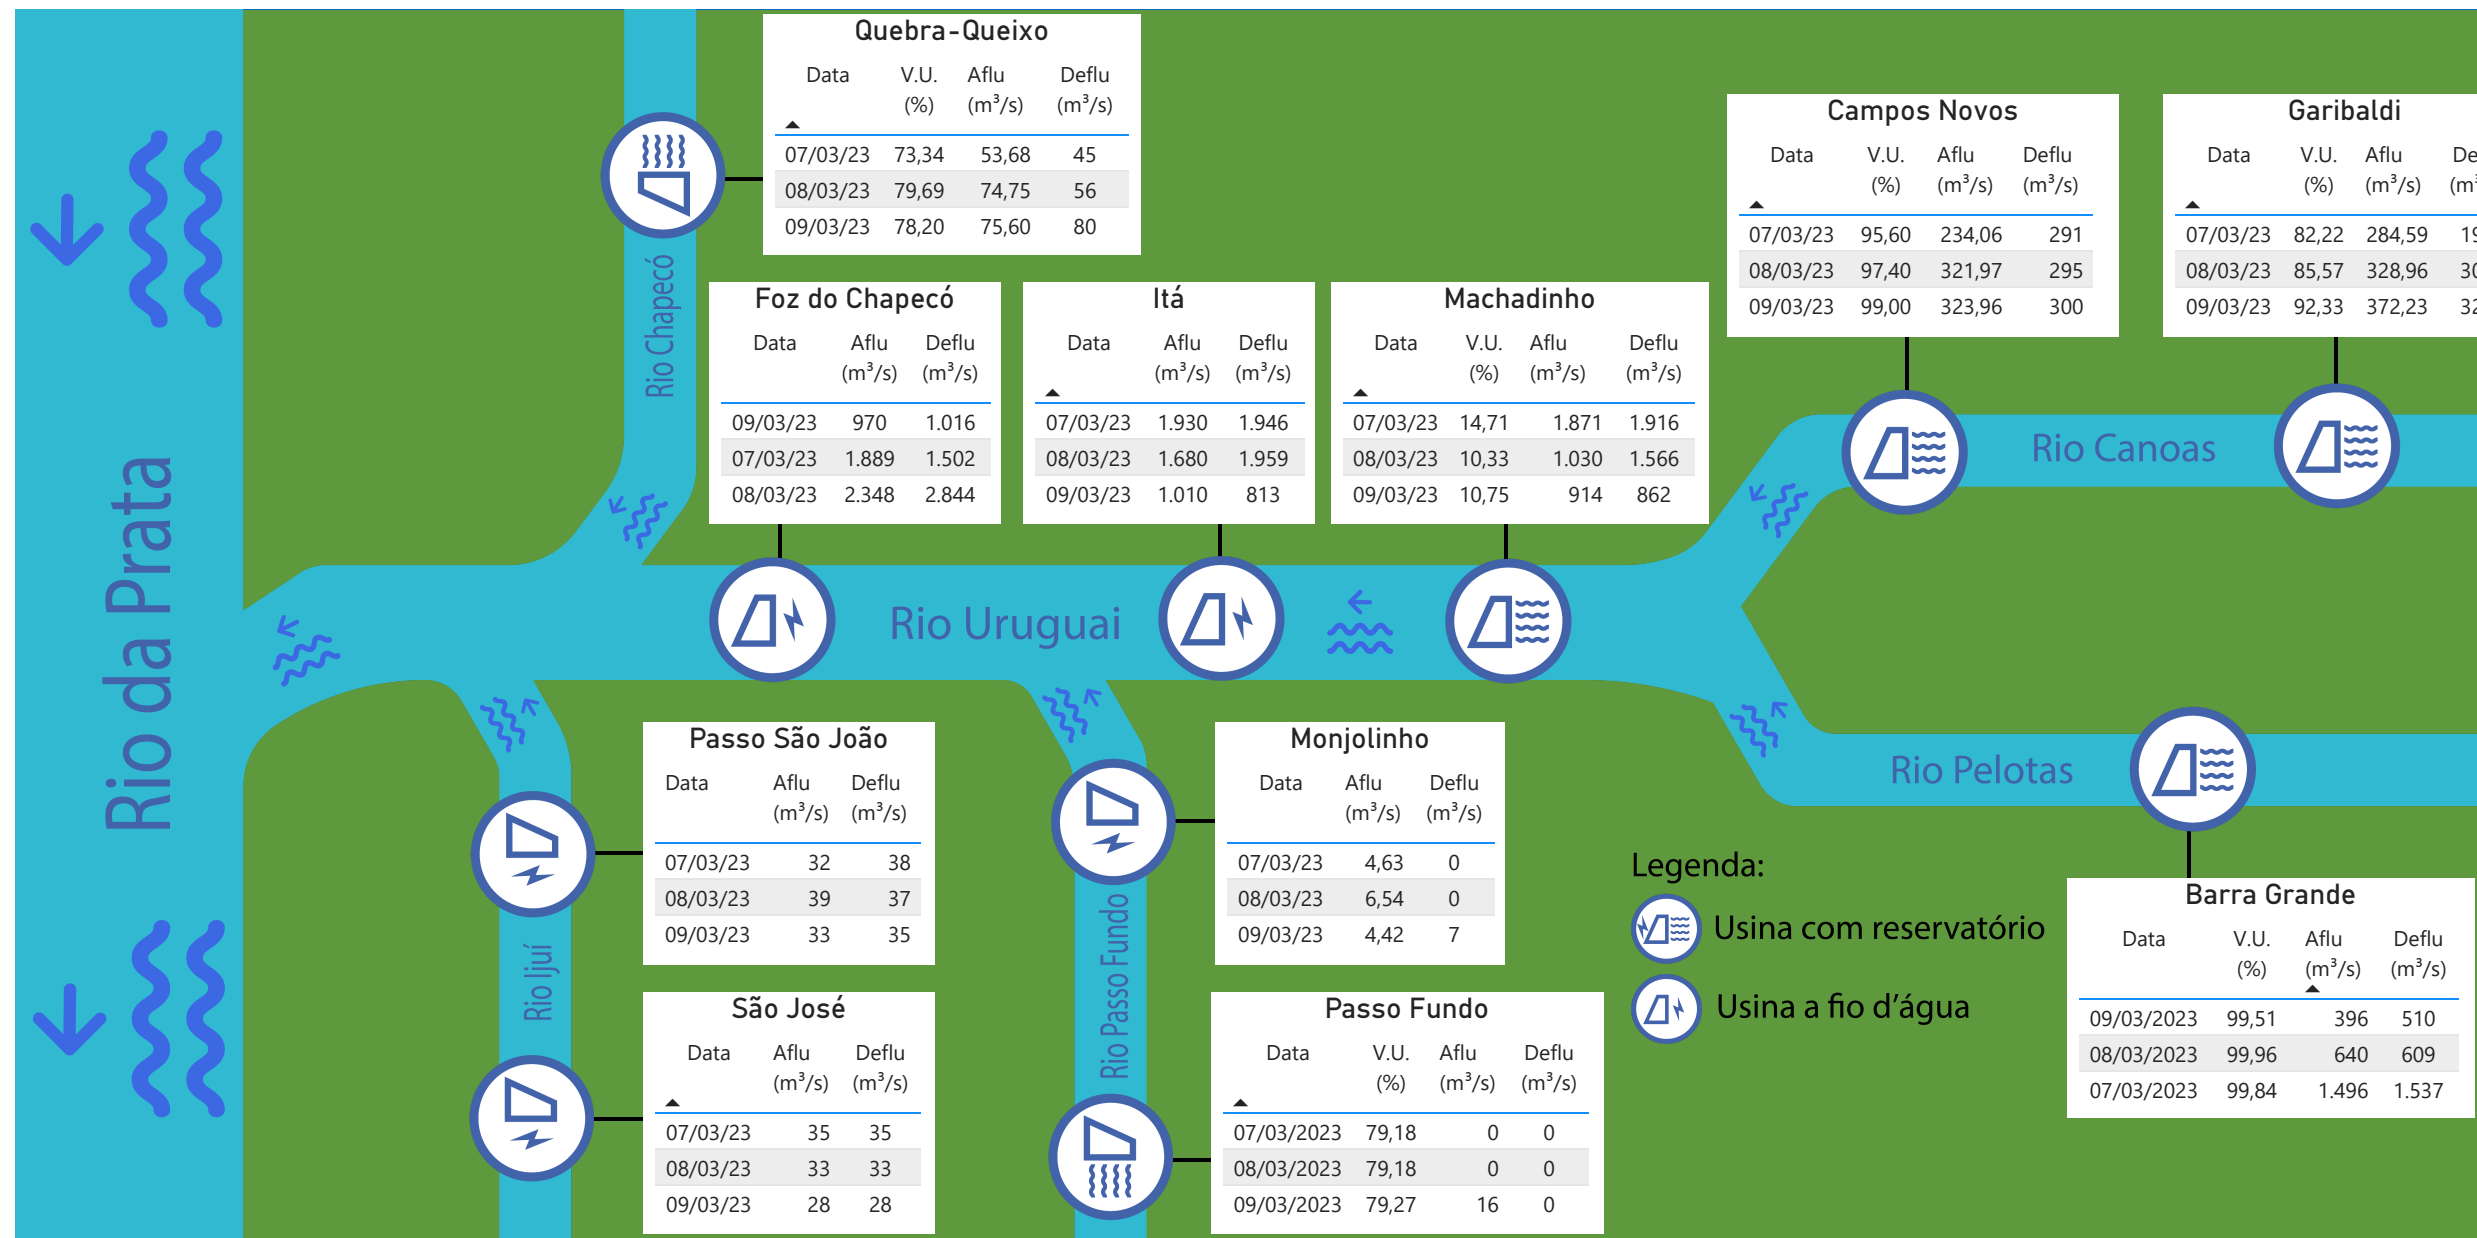 Quebra-Queixo
Data V.U. (%) Aflu (m³/s) Deflu (m³/s)
07/03/23 73,34 53,68 45
08/03/23 79,69 74,75 56
09/03/23 78,20 75,60 80
Campos Novos
Data V.U. (%) Aflu (m³/s) Deflu (m³/s)
07/03/23 95,60 234,06 291
08/03/23 97,40 321,97 295
09/03/23 99,00 323,96 300
Garibaldi
Data V.U. (%) Aflu (m³/s)
07/03/23 82,22 284,59
08/03/23 85,57 328,96
09/03/23 92,33 372,23
Rio Chapecó
Foz do Chapecó
Data Aflu (m³/s) Deflu (m³/s)
09/03/23 970 1.016
07/03/23 1.889 1.502
08/03/23 2.348 2.844
Itá
Data Aflu (m³/s) Deflu (m³/s)
07/03/23 1.930 1.946
08/03/23 1.680 1.959
09/03/23 1.010 813
Machadinho
Data V.U. (%) Aflu (m³/s) Deflu (m³/s)
07/03/23 14,71 1.871 1.916
08/03/23 10,33 1.030 1.566
09/03/23 10,75 914 862
Rio Canoas
Rio da Prata
Rio Uruguai
Rio Pelotas
Passo São João
Data Aflu (m³/s) Deflu (m³/s)
07/03/23 32 38
08/03/23 39 37
09/03/23 33 35
Monjolinho
Data Aflu (m³/s) Deflu (m³/s)
07/03/23 4,63 0
08/03/23 6,54 0
09/03/23 4,42 7
Rio Ijuí
Rio Passo Fundo
São José
Data Aflu (m³/s) Deflu (m³/s)
07/03/23 35 35
08/03/23 33 33
09/03/23 28 28
Passo Fundo
Data V.U. (%) Aflu (m³/s) Deflu (m³/s)
07/03/2023 79,18 0 0
08/03/2023 79,18 0 0
09/03/2023 79,27 16 0
Legenda:
Usina com reservatório
Usina a fio d'água
Barra Grande
Data V.U. (%) Aflu (m³/s) Deflu (m³/s)
09/03/2023 99,51 396 510
08/03/2023 99,96 640 609
07/03/2023 99,84 1.496 1.537